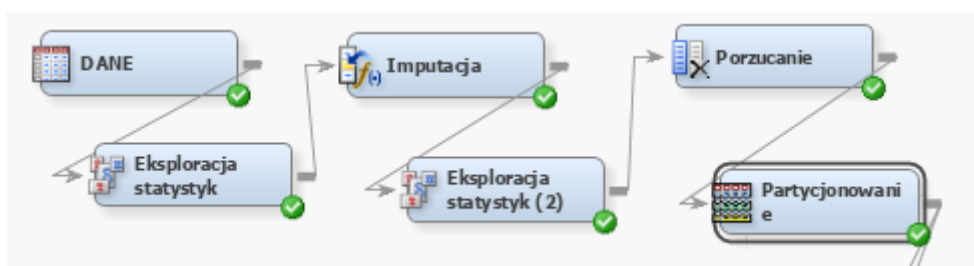 DANE
Eksploracja
statystyk
Imputacja
Eksploracja
statystyk (2)
Porzucanie
Partycjonowani
e